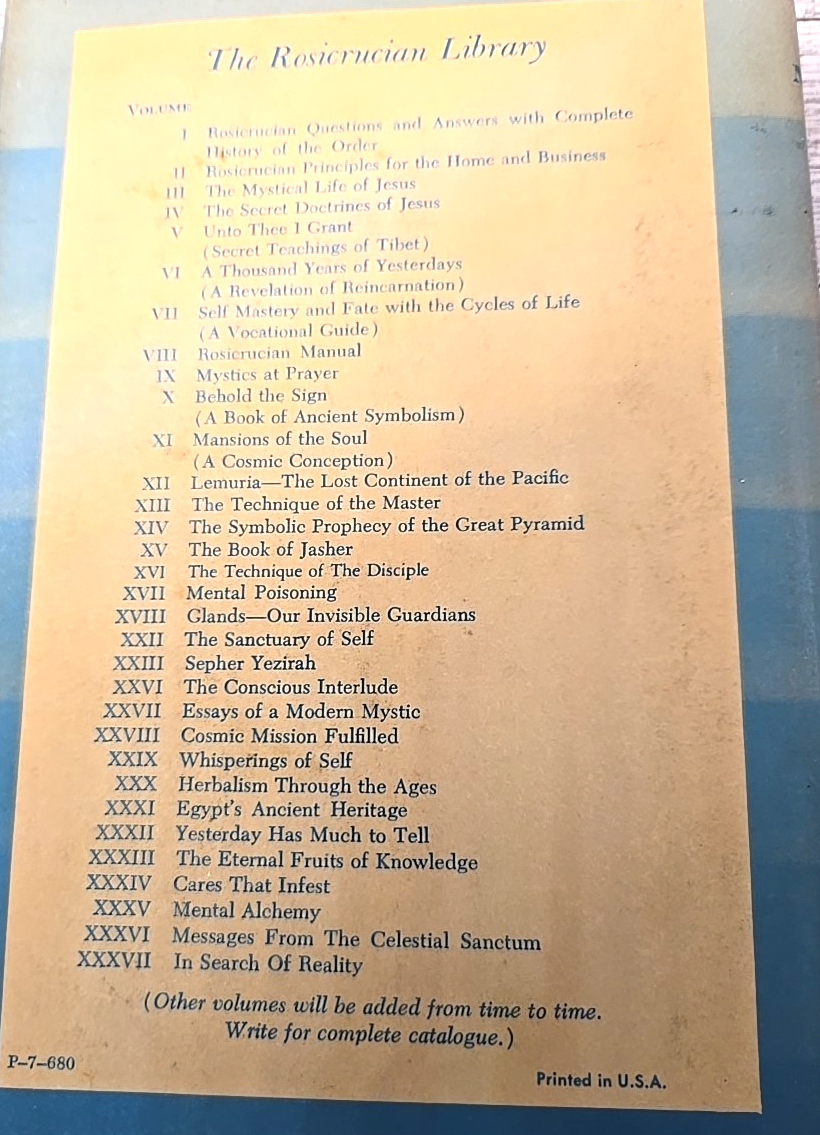 The Rosicrucian Library
VOLUME
I Rosicrucian Questions and Answers with Complete
History of the Order
II Rosicrucian Principles for the Home and Business
III The Mystical Life of Jesus
IV The Secret Doctrines of Jesus
V Unto Thee I Grant
(Secret Teachings of Tibet)
VI A Thousand Years of Yesterdays
(A Revelation of Reincarnation)
VII Self Mastery and Fate with the Cycles of Life
(A Vocational Guide)
VIII Rosicrucian Manual
IX Mystics at Prayer
X Behold the Sign
(A Book of Ancient Symbolism)
XI Mansions of the Soul
(A Cosmic Conception)
XII Lemuria—The Lost Continent of the Pacific
XIII The Technique of the Master
XIV The Symbolic Prophecy of the Great Pyramid
XV The Book of Jasher
XVI The Technique of The Disciple
XVII Mental Poisoning
XVIII Glands—Our Invisible Guardians
XXII The Sanctuary of Self
XXIII Sepher Yezirah
XXVI The Conscious Interlude
XXVII Essays of a Modern Mystic
XXVIII Cosmic Mission Fulfilled
XXIX Whisperings of Self
XXX Herbalism Through the Ages
XXXI Egypt's Ancient Heritage
XXXII Yesterday Has Much to Tell
XXXIII The Eternal Fruits of Knowledge
XXXIV Cares That Infest
XXXV Mental Alchemy
XXXVI Messages From The Celestial Sanctum
XXXVII In Search Of Reality
(Other volumes will be added from time to time.
Write for complete catalogue.)
P-7-680
Printed in U.S.A.